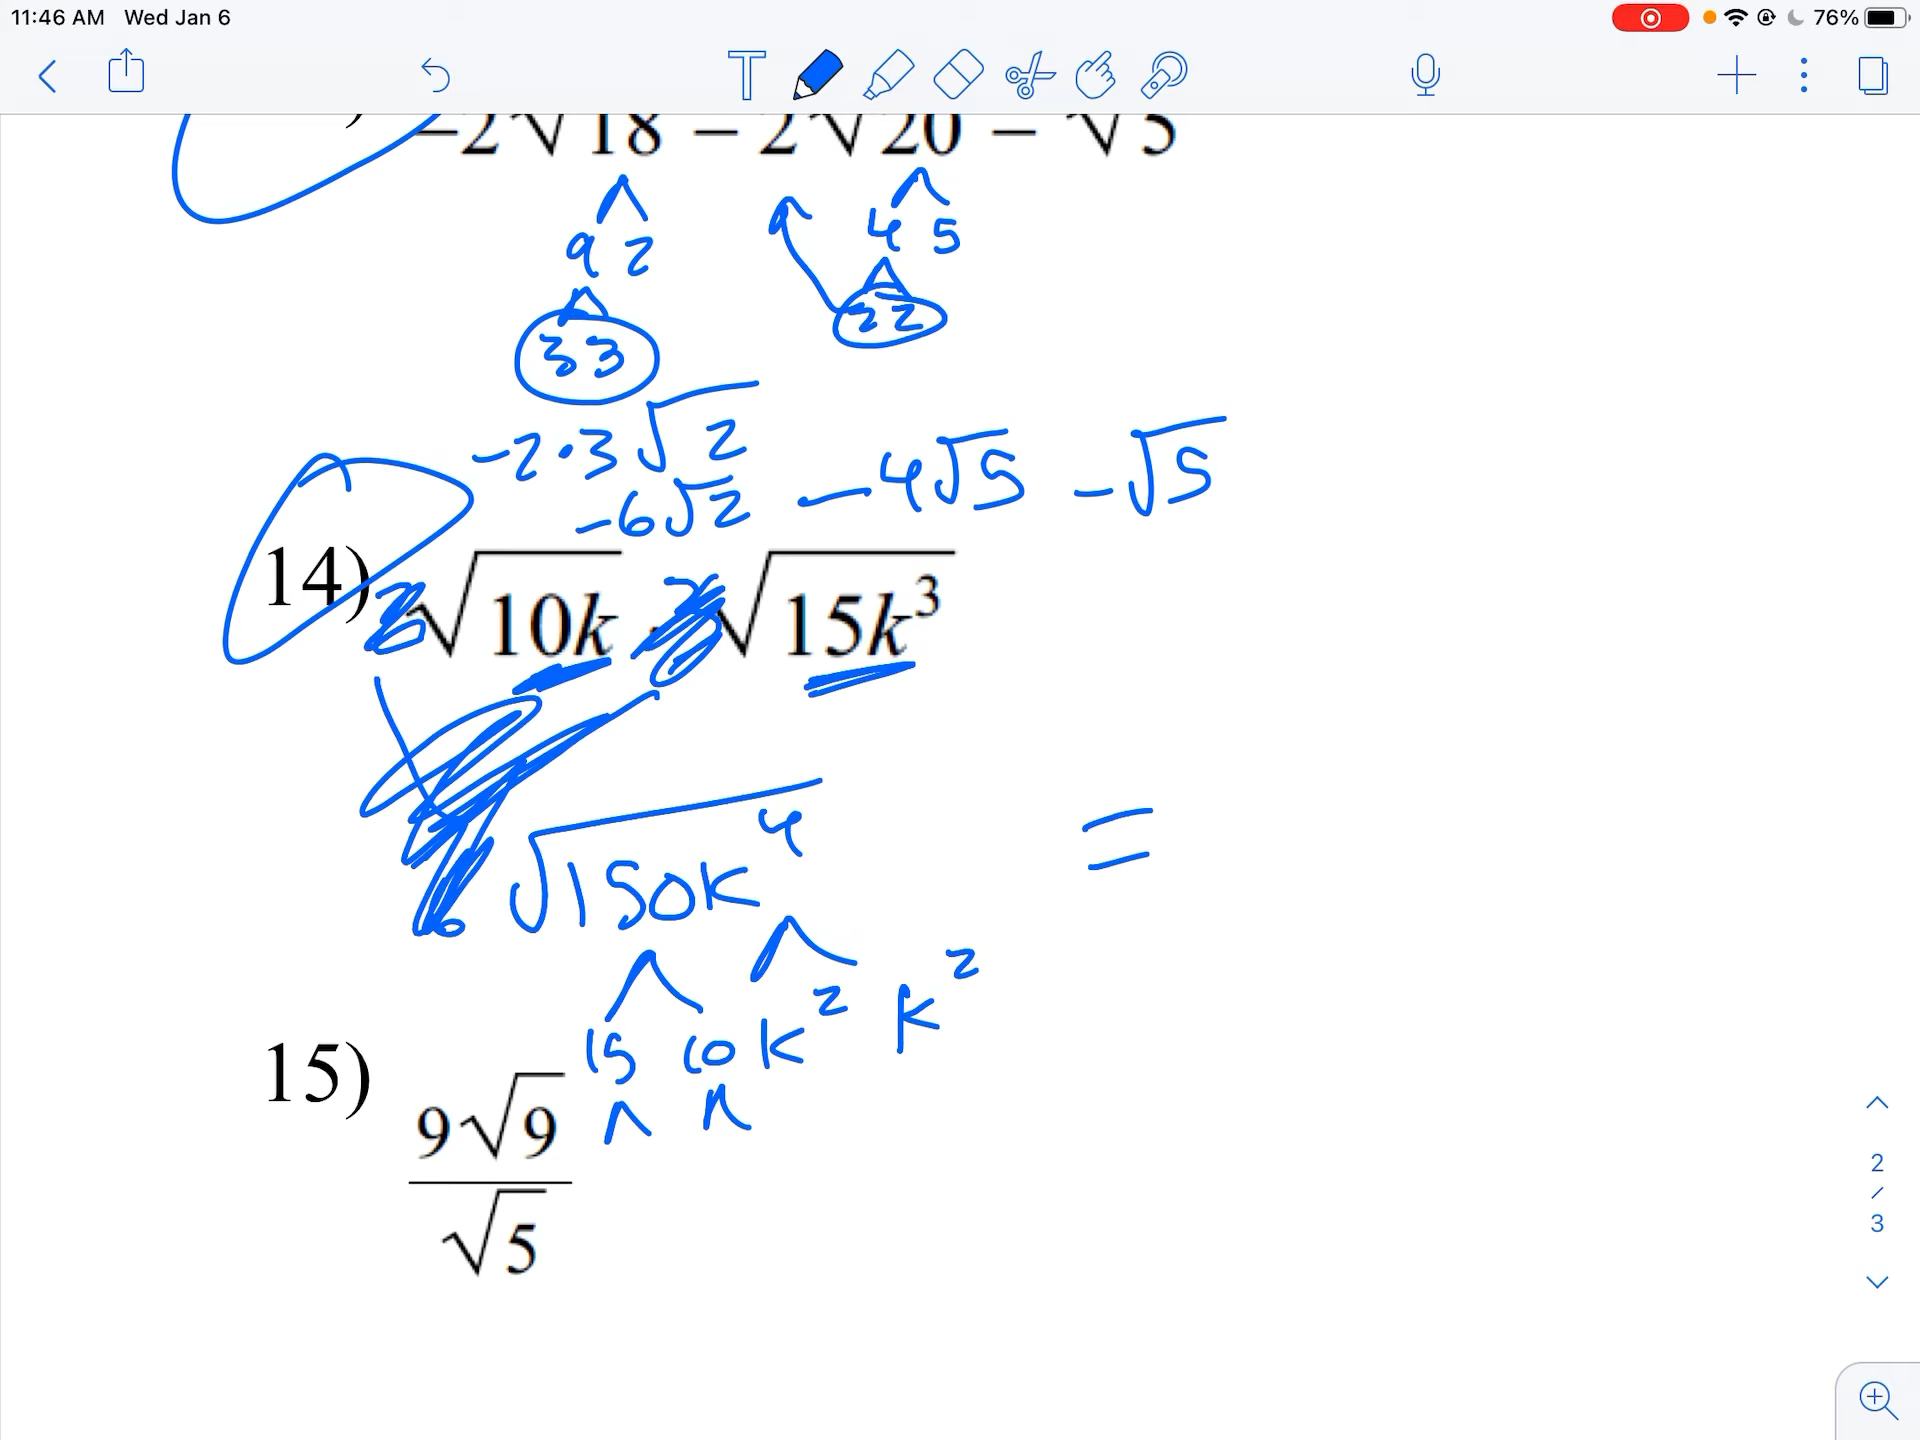 11:46 AM Wed Jan 6 76%
T
−2√18 − 2√20 − √5
9 2 4 5
3 3 2 2
-2·3√2
-6√2 -4√5 -√5
14) √10k · √15k³
√150k⁴ =
15 10 k² k²
15) 9√9
√5
2
/
3